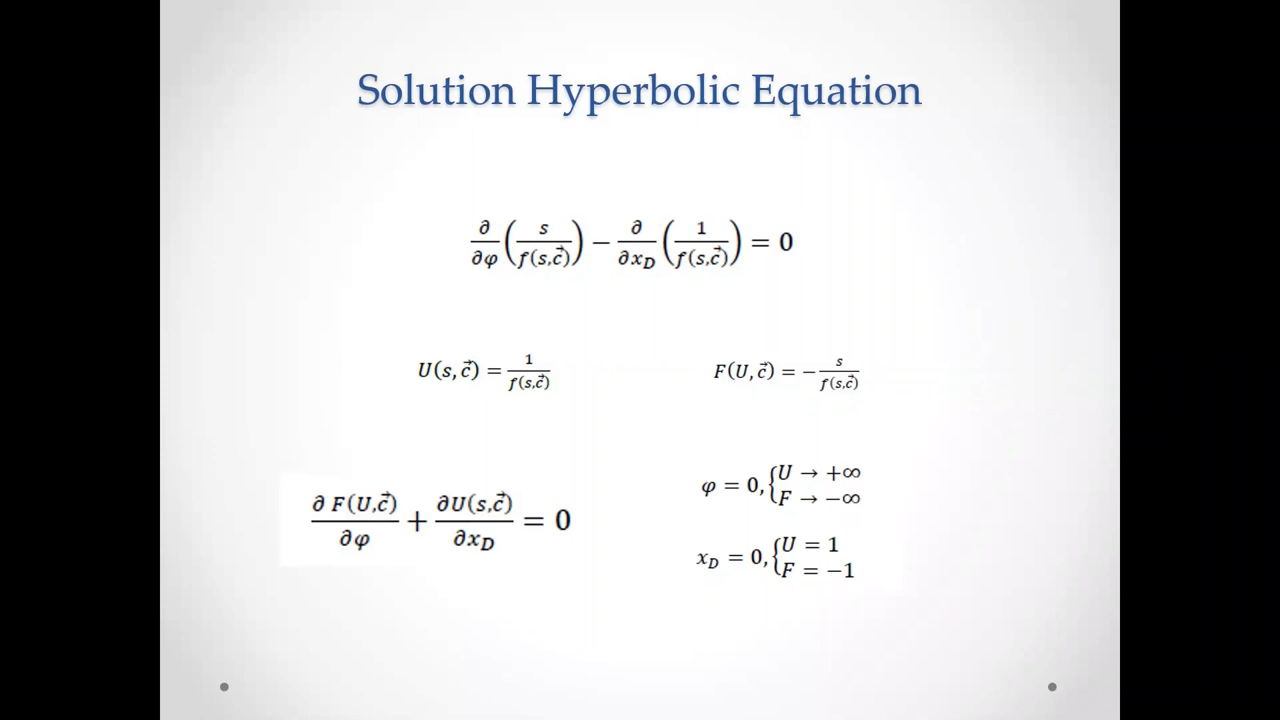 Solution Hyperbolic Equation
∂/∂φ (s/f(s,c⃗)) − ∂/∂x_D (1/f(s,c⃗)) = 0
U(s,c⃗) = 1/f(s,c⃗)
F(U,c⃗) = − s/f(s,c⃗)
∂ F(U,c⃗)/∂φ + ∂U(s,c⃗)/∂x_D = 0
φ = 0, { U → +∞
F → −∞
x_D = 0, { U = 1
F = −1